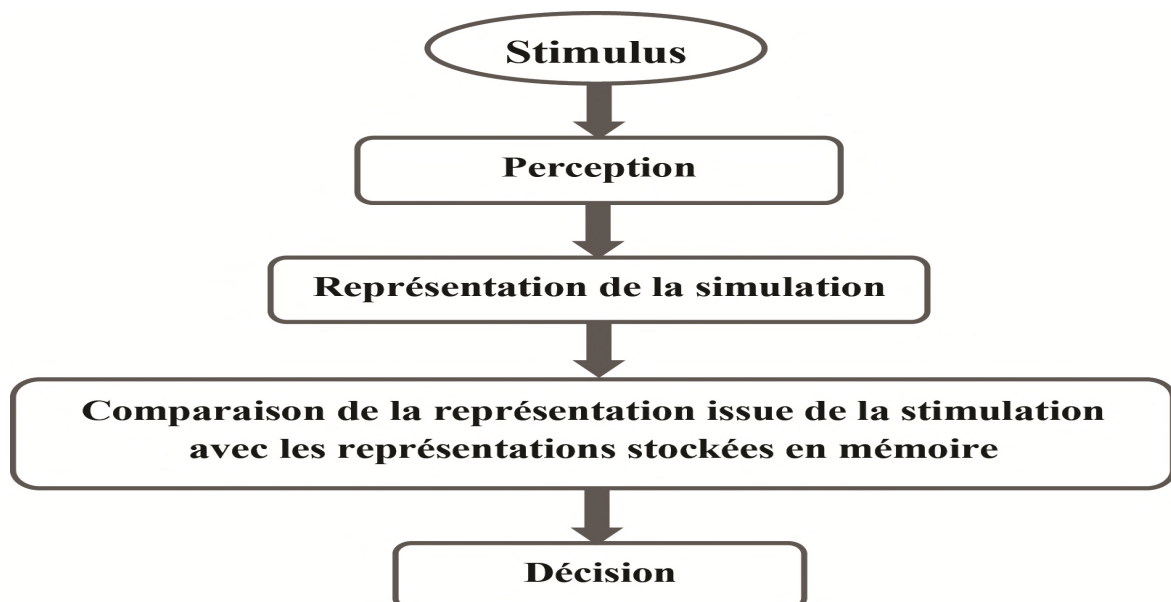 Stimulus
Perception
Représentation de la simulation
Comparaison de la représentation issue de la stimulation
avec les représentations stockées en mémoire
Décision